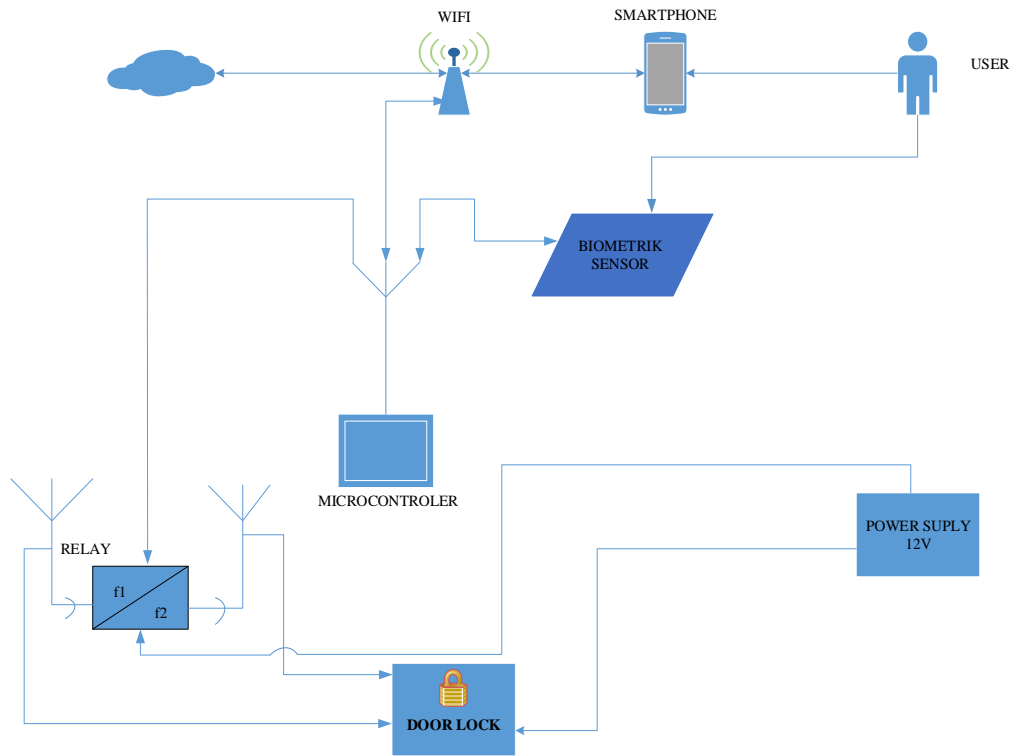 WIFI
SMARTPHONE
USER
BIOMETRIK
SENSOR
MICROCONTROLER
RELAY
f1
f2
POWER SUPLY
12V
DOOR LOCK